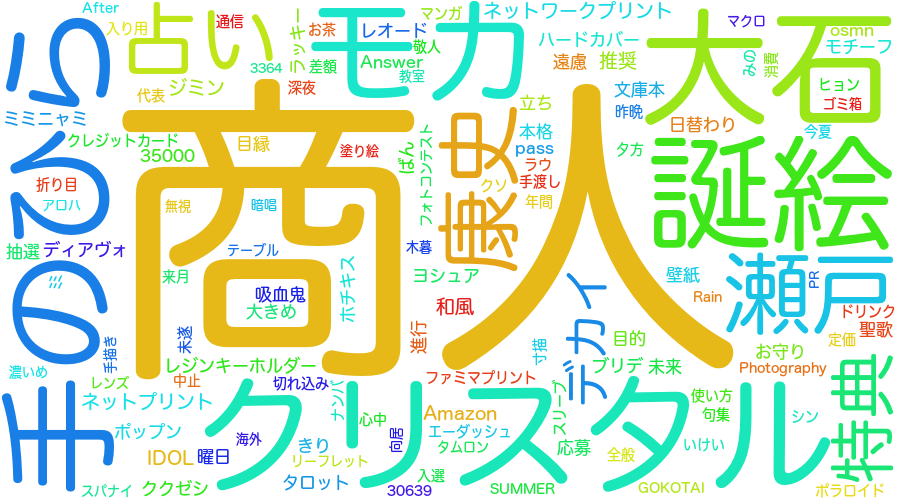 After
入り用
通信
占い
ラッキー
お茶
3364
差額
モカ
レオード
敬人
Answer
教室
マンガ
ネットワークプリント
ハードカバー
遠慮
推奨
文庫本
昨晩
大石
マクロ
みの
消費
osmn
モチーフ
ヒョン
ゴミ箱
今夏
手のひら
ミミニャミ
代表
ジミン
深夜
クレジットカード
35000
目縁
塗り絵
ぱん
フォトコンテスト
康史
立ち
本格
pass
ラウ
手渡し
クソ
年間
日替わり
夕方
誕
絵
折り目
アロハ
無視
暗唱
商人
抽選
ディアヴォ
テーブル
木暮
ヨシュア
来月
吸血鬼
大きめ
ホチキス
和風
進行
デカイ
寸描
目的
壁紙
Rain
瀬戸
PR
ドリンク
聖歌
定価
お守り
Photography
未遂
手描き
濃いめ
レンズ
レジンキーホルダー
中止
切れ込み
ナンバ
ファミマプリント
ブリデ
未来
スリーブ
使い方
句集
シン
特典
ネットプリント
ポップン
IDOL
曜日
海外
きり
リーフレット
タロット
心中
向居
Amazon
エーダッシュ
タムロン
入選
30639
SUMMER
応募
全般
いけい
GOKOTAI
ポラロイド
スパナイ
ククゼシ
クリスタル